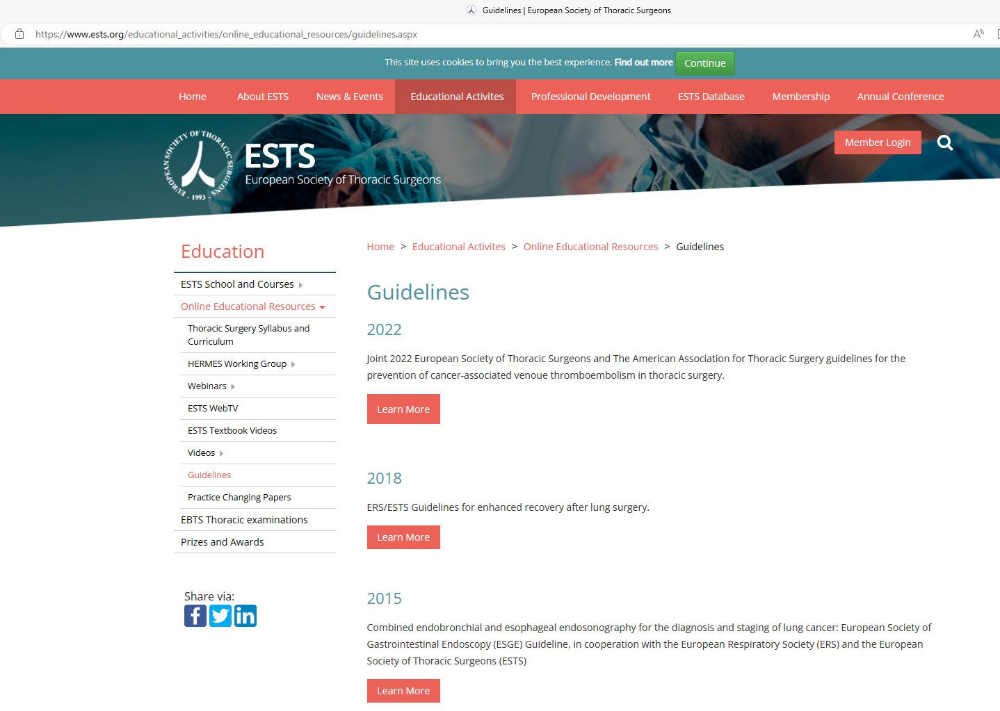 Guidelines | European Society of Thoracic Surgeons
https://www.ests.org/educational_activities/online_educational_resources/guidelines.aspx
This site uses cookies to bring you the best experience. Find out more Continue
Home About ESTS News & Events Educational Activites Professional Development ESTS Database Membership Annual Conference
EUROPEAN SOCIETY OF THORACIC SURGEONS
· 1993 ·
ESTS
European Society of Thoracic Surgeons
Member Login
Education
ESTS School and Courses
Online Educational Resources
Thoracic Surgery Syllabus and
Curriculum
HERMES Working Group
Webinars
ESTS WebTV
ESTS Textbook Videos
Videos
Guidelines
Practice Changing Papers
EBTS Thoracic examinations
Prizes and Awards
Share via:
Home > Educational Activites > Online Educational Resources > Guidelines
Guidelines
2022
Joint 2022 European Society of Thoracic Surgeons and The American Association for Thoracic Surgery guidelines for the
prevention of cancer-associated venoue thromboembolism in thoracic surgery.
Learn More
2018
ERS/ESTS Guidelines for enhanced recovery after lung surgery.
Learn More
2015
Combined endobronchial and esophageal endosonography for the diagnosis and staging of lung cancer: European Society of
Gastrointestinal Endoscopy (ESGE) Guideline, in cooperation with the European Respiratory Society (ERS) and the European
Society of Thoracic Surgeons (ESTS)
Learn More